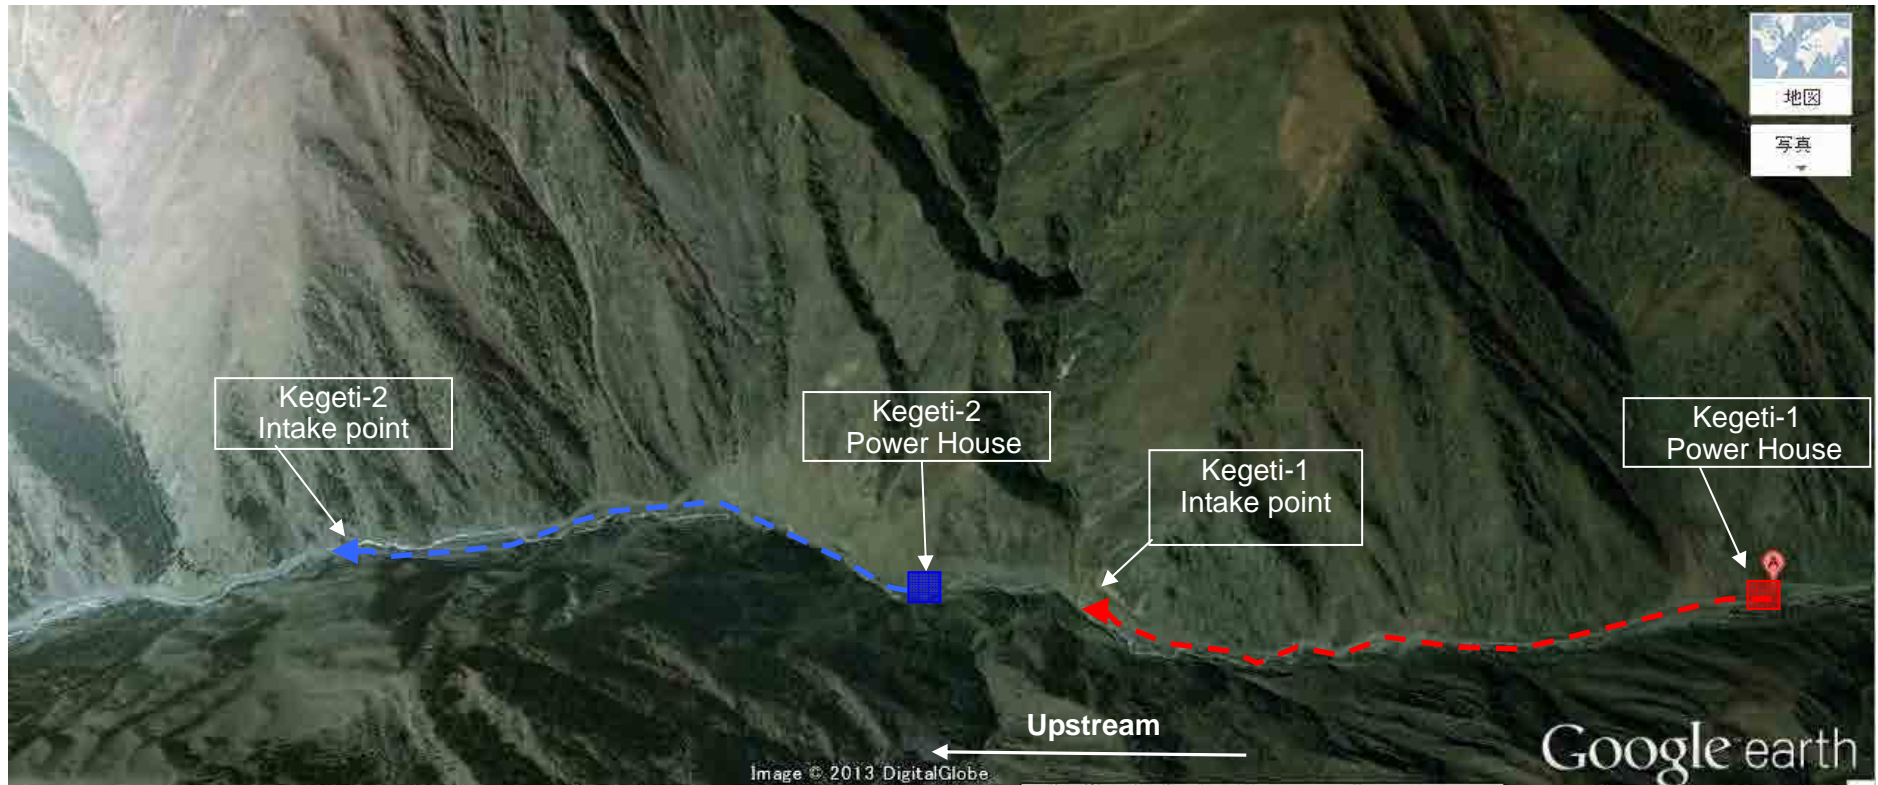 地図
写真
Kegeti-2
Intake point
Kegeti-2
Power House
Kegeti-1
Intake point
Kegeti-1
Power House
A
Upstream
Image © 2013 DigitalGlobe
Google earth